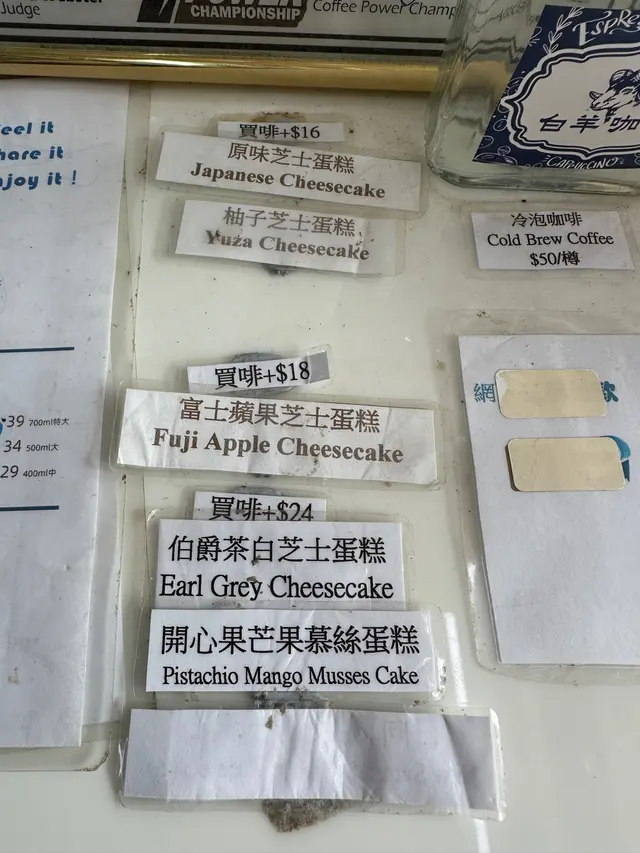 Judge
POWER
CHAMPIONSHIP
Coffee Power Champ
eel it
hare it
njoy it !
39 700ml特大
34 500ml大
29 400ml中
買啡+$16
原味芝士蛋糕
Japanese Cheesecake
柚子芝士蛋糕
Yuza Cheesecake
買啡+$18
富士蘋果芝士蛋糕
Fuji Apple Cheesecake
買啡+$24
伯爵茶白芝士蛋糕
Earl Grey Cheesecake
開心果芒果慕絲蛋糕
Pistachio Mango Musses Cake
ESPRE
白羊咖
CAPUCCINO
冷泡咖啡
Cold Brew Coffee
$50/樽
網
款